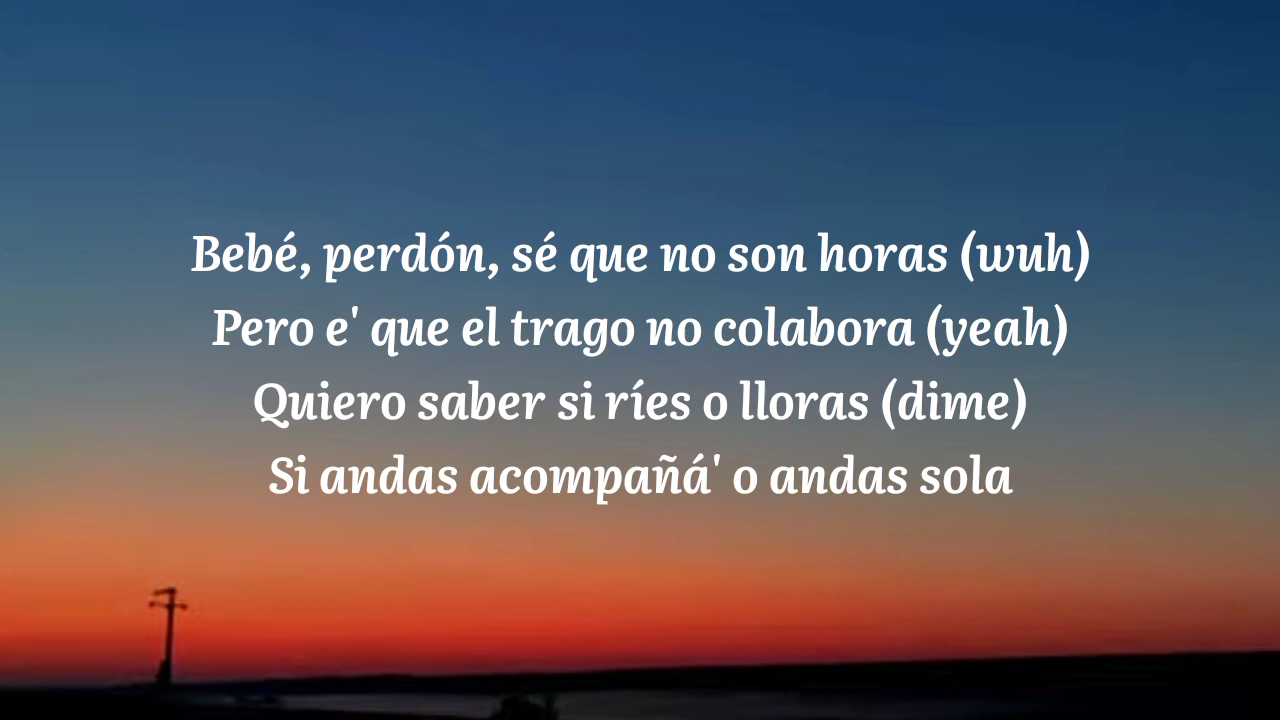 Bebé, perdón, sé que no son horas (wuh)
Pero e' que el trago no colabora (yeah)
Quiero saber si ríes o lloras (dime)
Si andas acompañá' o andas sola